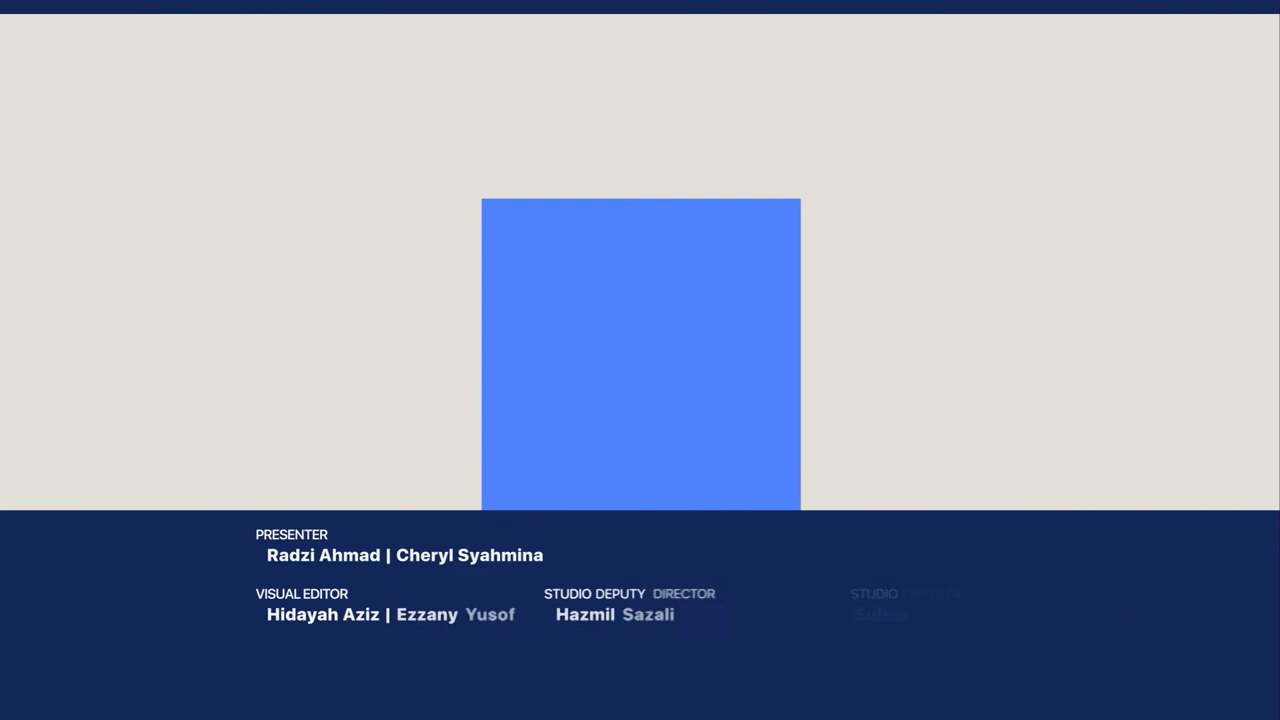 PRESENTER
Radzi Ahmad | Cheryl Syahmina
VISUAL EDITOR
Hidayah Aziz | Ezzany Yusof
STUDIO DEPUTY DIRECTOR
Hazmil Sazali
STUDIO